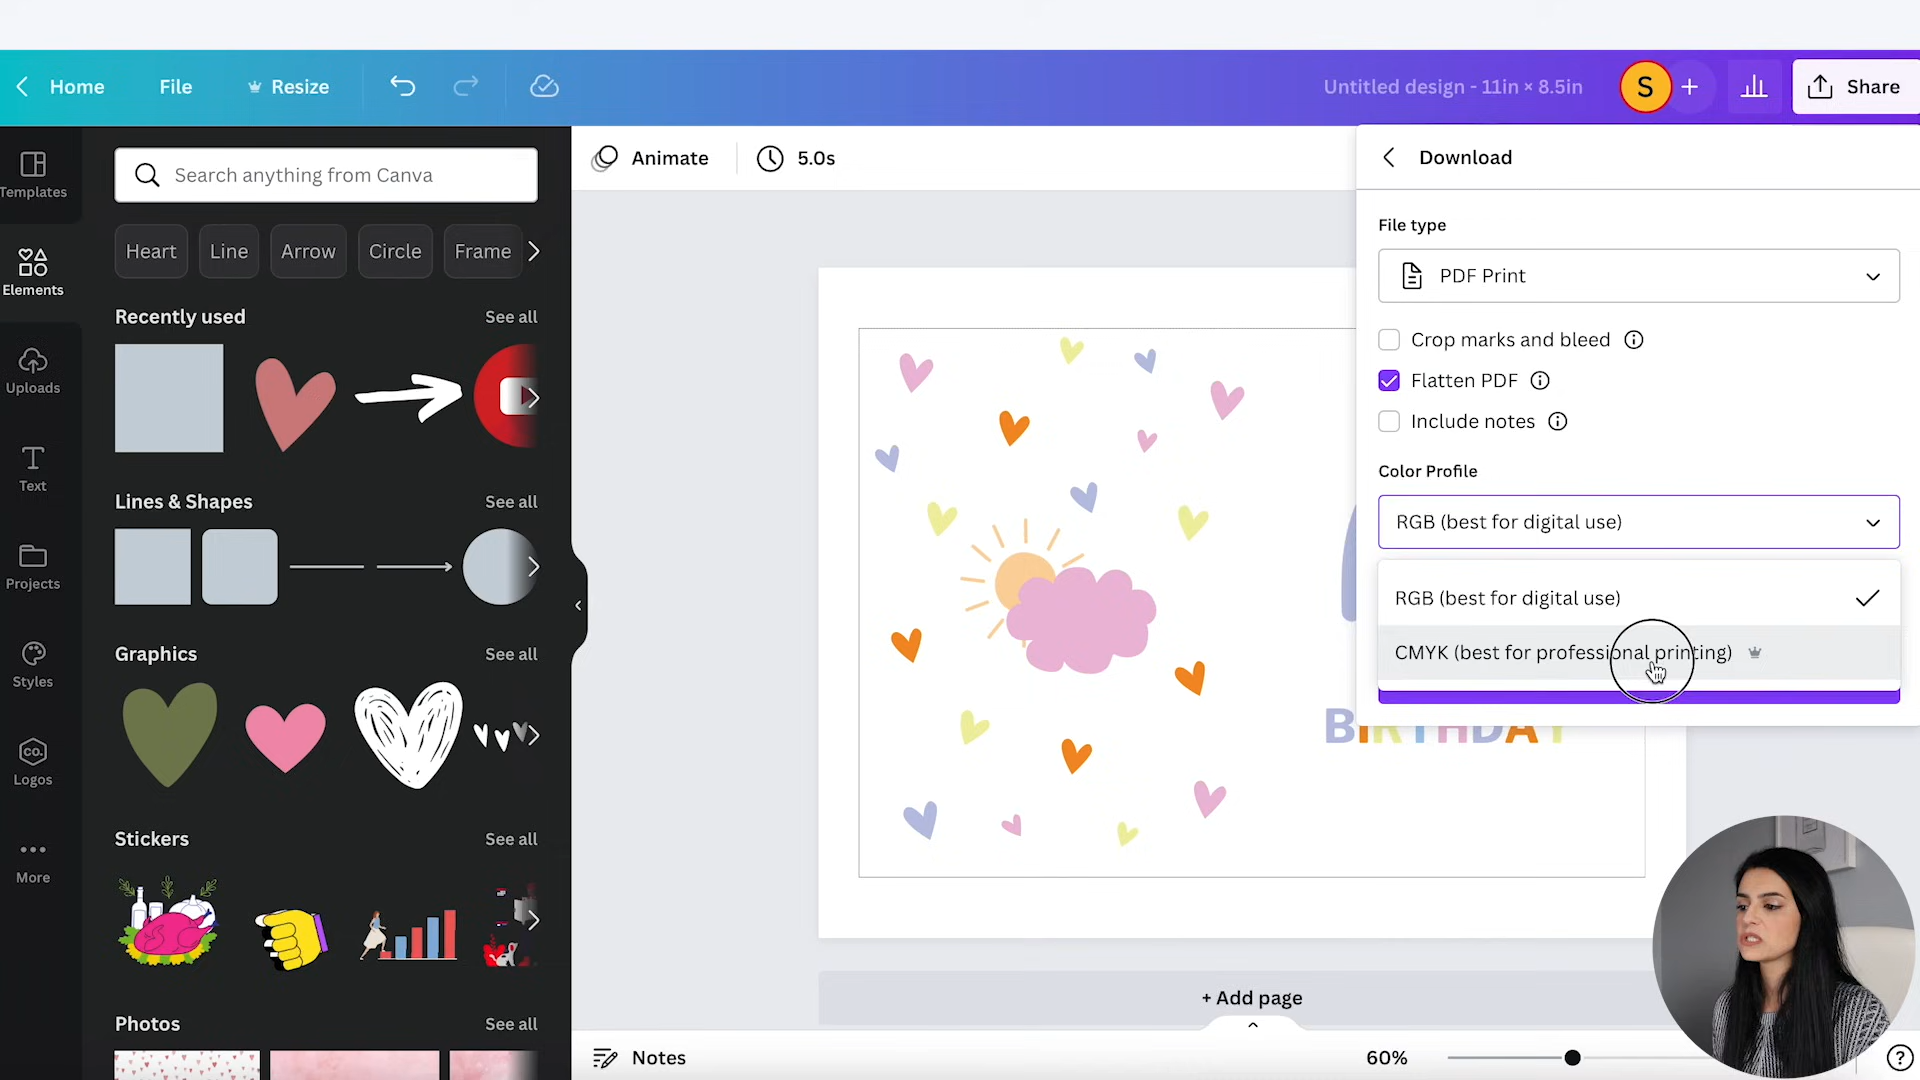 Home
File
Resize
Untitled design - 11in × 8.5in
S
Share
Templates
Elements
Uploads
Text
Projects
Styles
CO.
Logos
More
Search anything from Canva
Heart
Line
Arrow
Circle
Frame
Recently used
See all
Lines & Shapes
See all
Graphics
See all
Stickers
See all
Photos
See all
Animate
5.0s
BIRTHDAY
+ Add page
Notes
60%
Download
File type
PDF Print
Crop marks and bleed
Flatten PDF
Include notes
Color Profile
RGB (best for digital use)
RGB (best for digital use)
CMYK (best for professional printing)